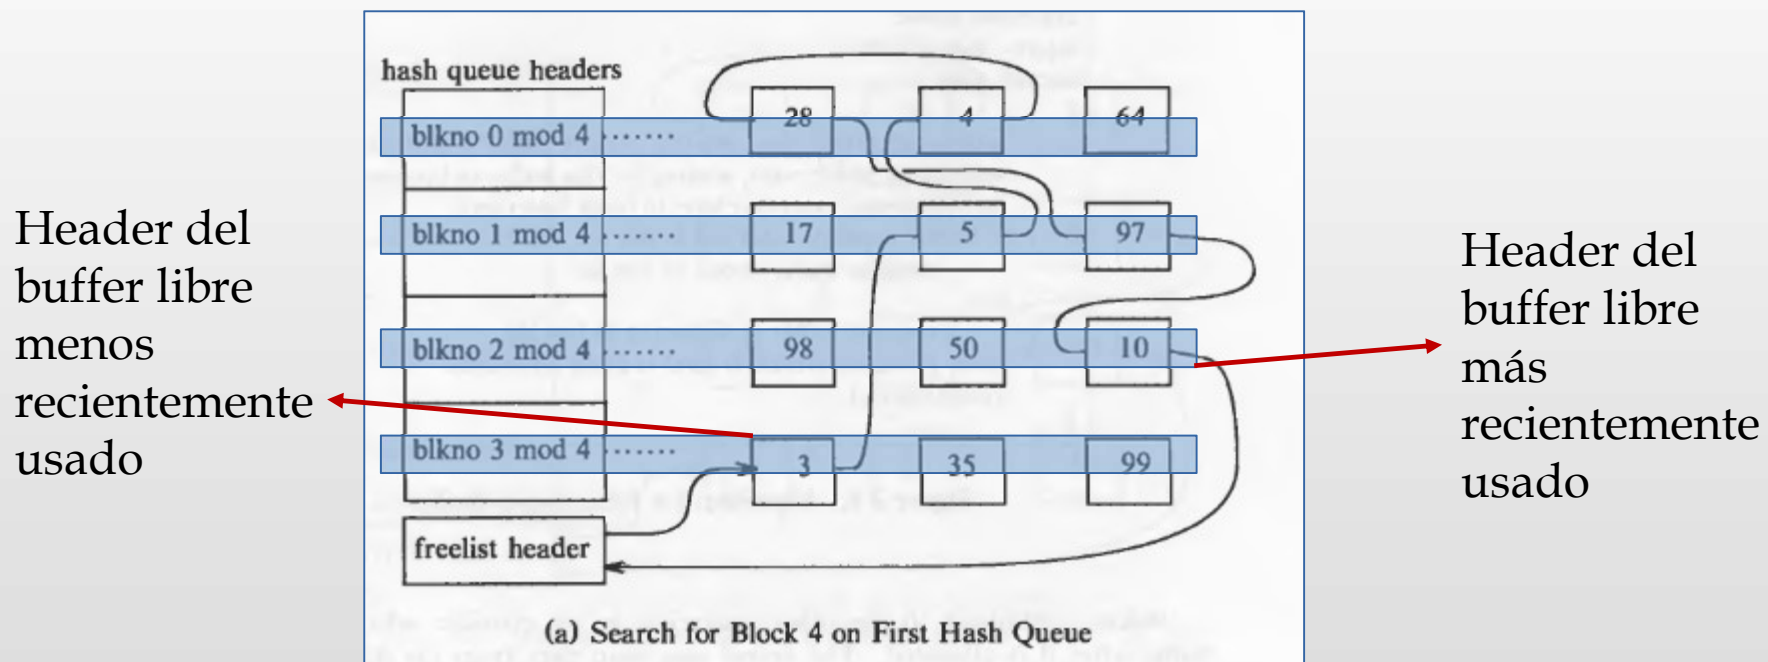 hash queue headers
blkno 0 mod 4 ....... 28 4 64
blkno 1 mod 4 ....... 17 5 97
blkno 2 mod 4 ....... 98 50 10
blkno 3 mod 4 ....... 3 35 99
freelist header
(a) Search for Block 4 on First Hash Queue
Header del
buffer libre
menos
recientemente
usado
Header del
buffer libre
más
recientemente
usado